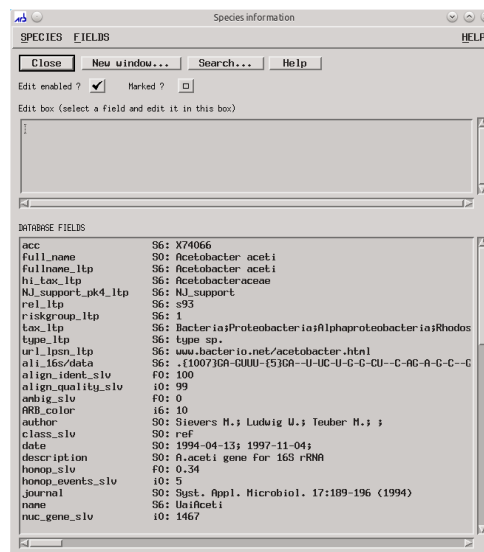 ARB
Species information
SPECIES FIELDS HELP
Close New window... Search... Help
Edit enabled ? Marked ?
Edit box (select a field and edit it in this box)
DATABASE FIELDS
acc S6: X74066
full_name S0: Acetobacter aceti
fullname_ltp S6: Acetobacter aceti
hi_tax_ltp S6: Acetobacteraceae
NJ_support_pk4_ltp S6: NJ_support
rel_ltp S6: s93
riskgroup_ltp S6: 1
tax_ltp S6: Bacteria;Proteobacteria;Alphaproteobacteria;Rhodos
type_ltp S6: type sp.
url_lpsn_ltp S6: www.bacterio.net/acetobacter.html
ali_16s/data S6: .{1007}GA-GUUU-{5}GA--U-UC-U-G-G-CU--C-AG-A-G-C--G
align_ident_slv f0: 100
align_quality_slv i0: 99
ambig_slv f0: 0
ARB_color i6: 10
author S0: Sievers M.; Ludwig W.; Teuber M.; ;
class_slv S0: ref
date S0: 1994-04-13; 1997-11-04;
description S0: A.aceti gene for 16S rRNA
homop_slv f0: 0.34
homop_events_slv i0: 5
journal S0: Syst. Appl. Microbiol. 17:189-196 (1994)
name S6: UaiAceti
nuc_gene_slv i0: 1467